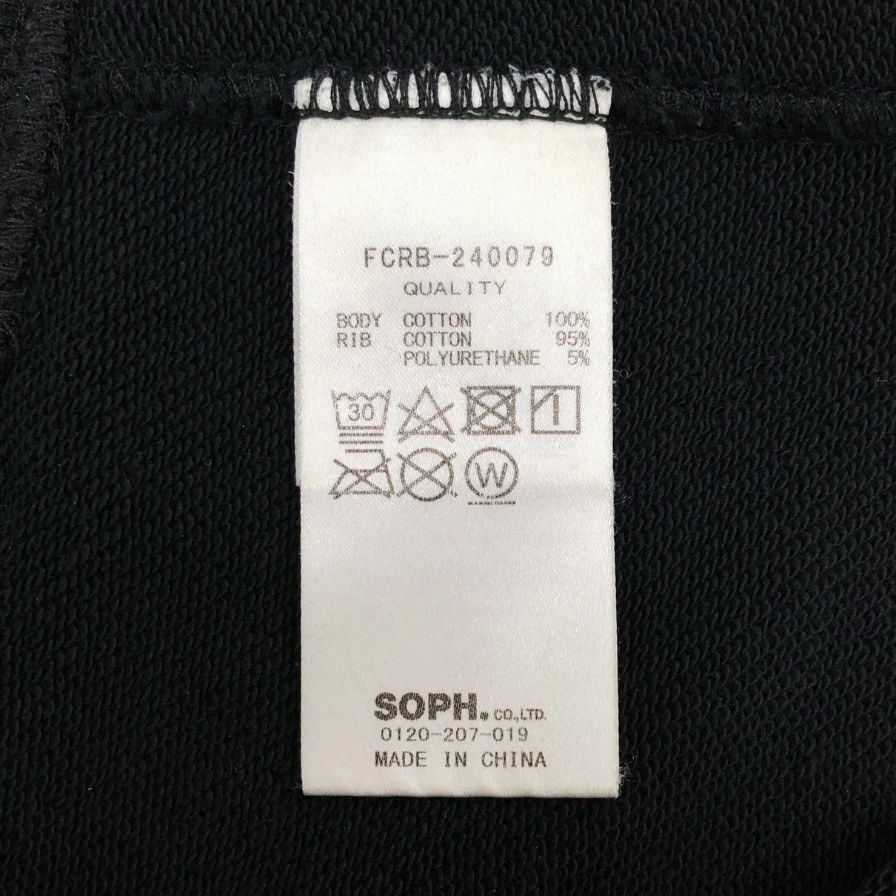 FCRB-240079
QUALITY
BODY COTTON 100%
RIB COTTON 95%
POLYURETHANE 5%
30
1
W
SOPH. CO.,LTD.
0120-207-019
MADE IN CHINA